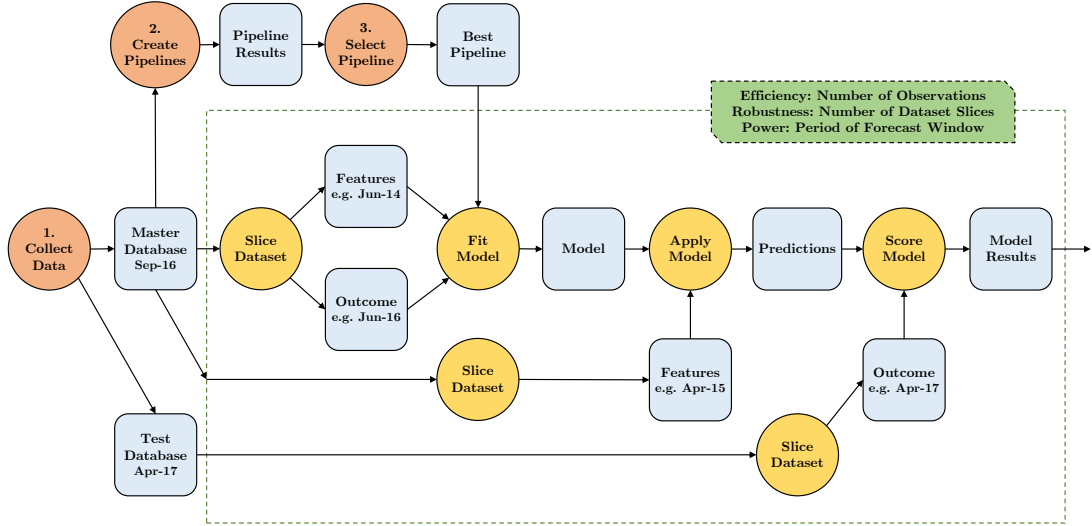 2.
Create
Pipelines
Pipeline
Results
3.
Select
Pipeline
Best
Pipeline
Efficiency: Number of Observations
Robustness: Number of Dataset Slices
Power: Period of Forecast Window
Features
e.g. Jun-14
1.
Collect
Data
Master
Database
Sep-16
Slice
Dataset
Fit
Model
Model
Apply
Model
Predictions
Score
Model
Model
Results
Outcome
e.g. Jun-16
Slice
Dataset
Features
e.g. Apr-15
Outcome
e.g. Apr-17
Test
Database
Apr-17
Slice
Dataset